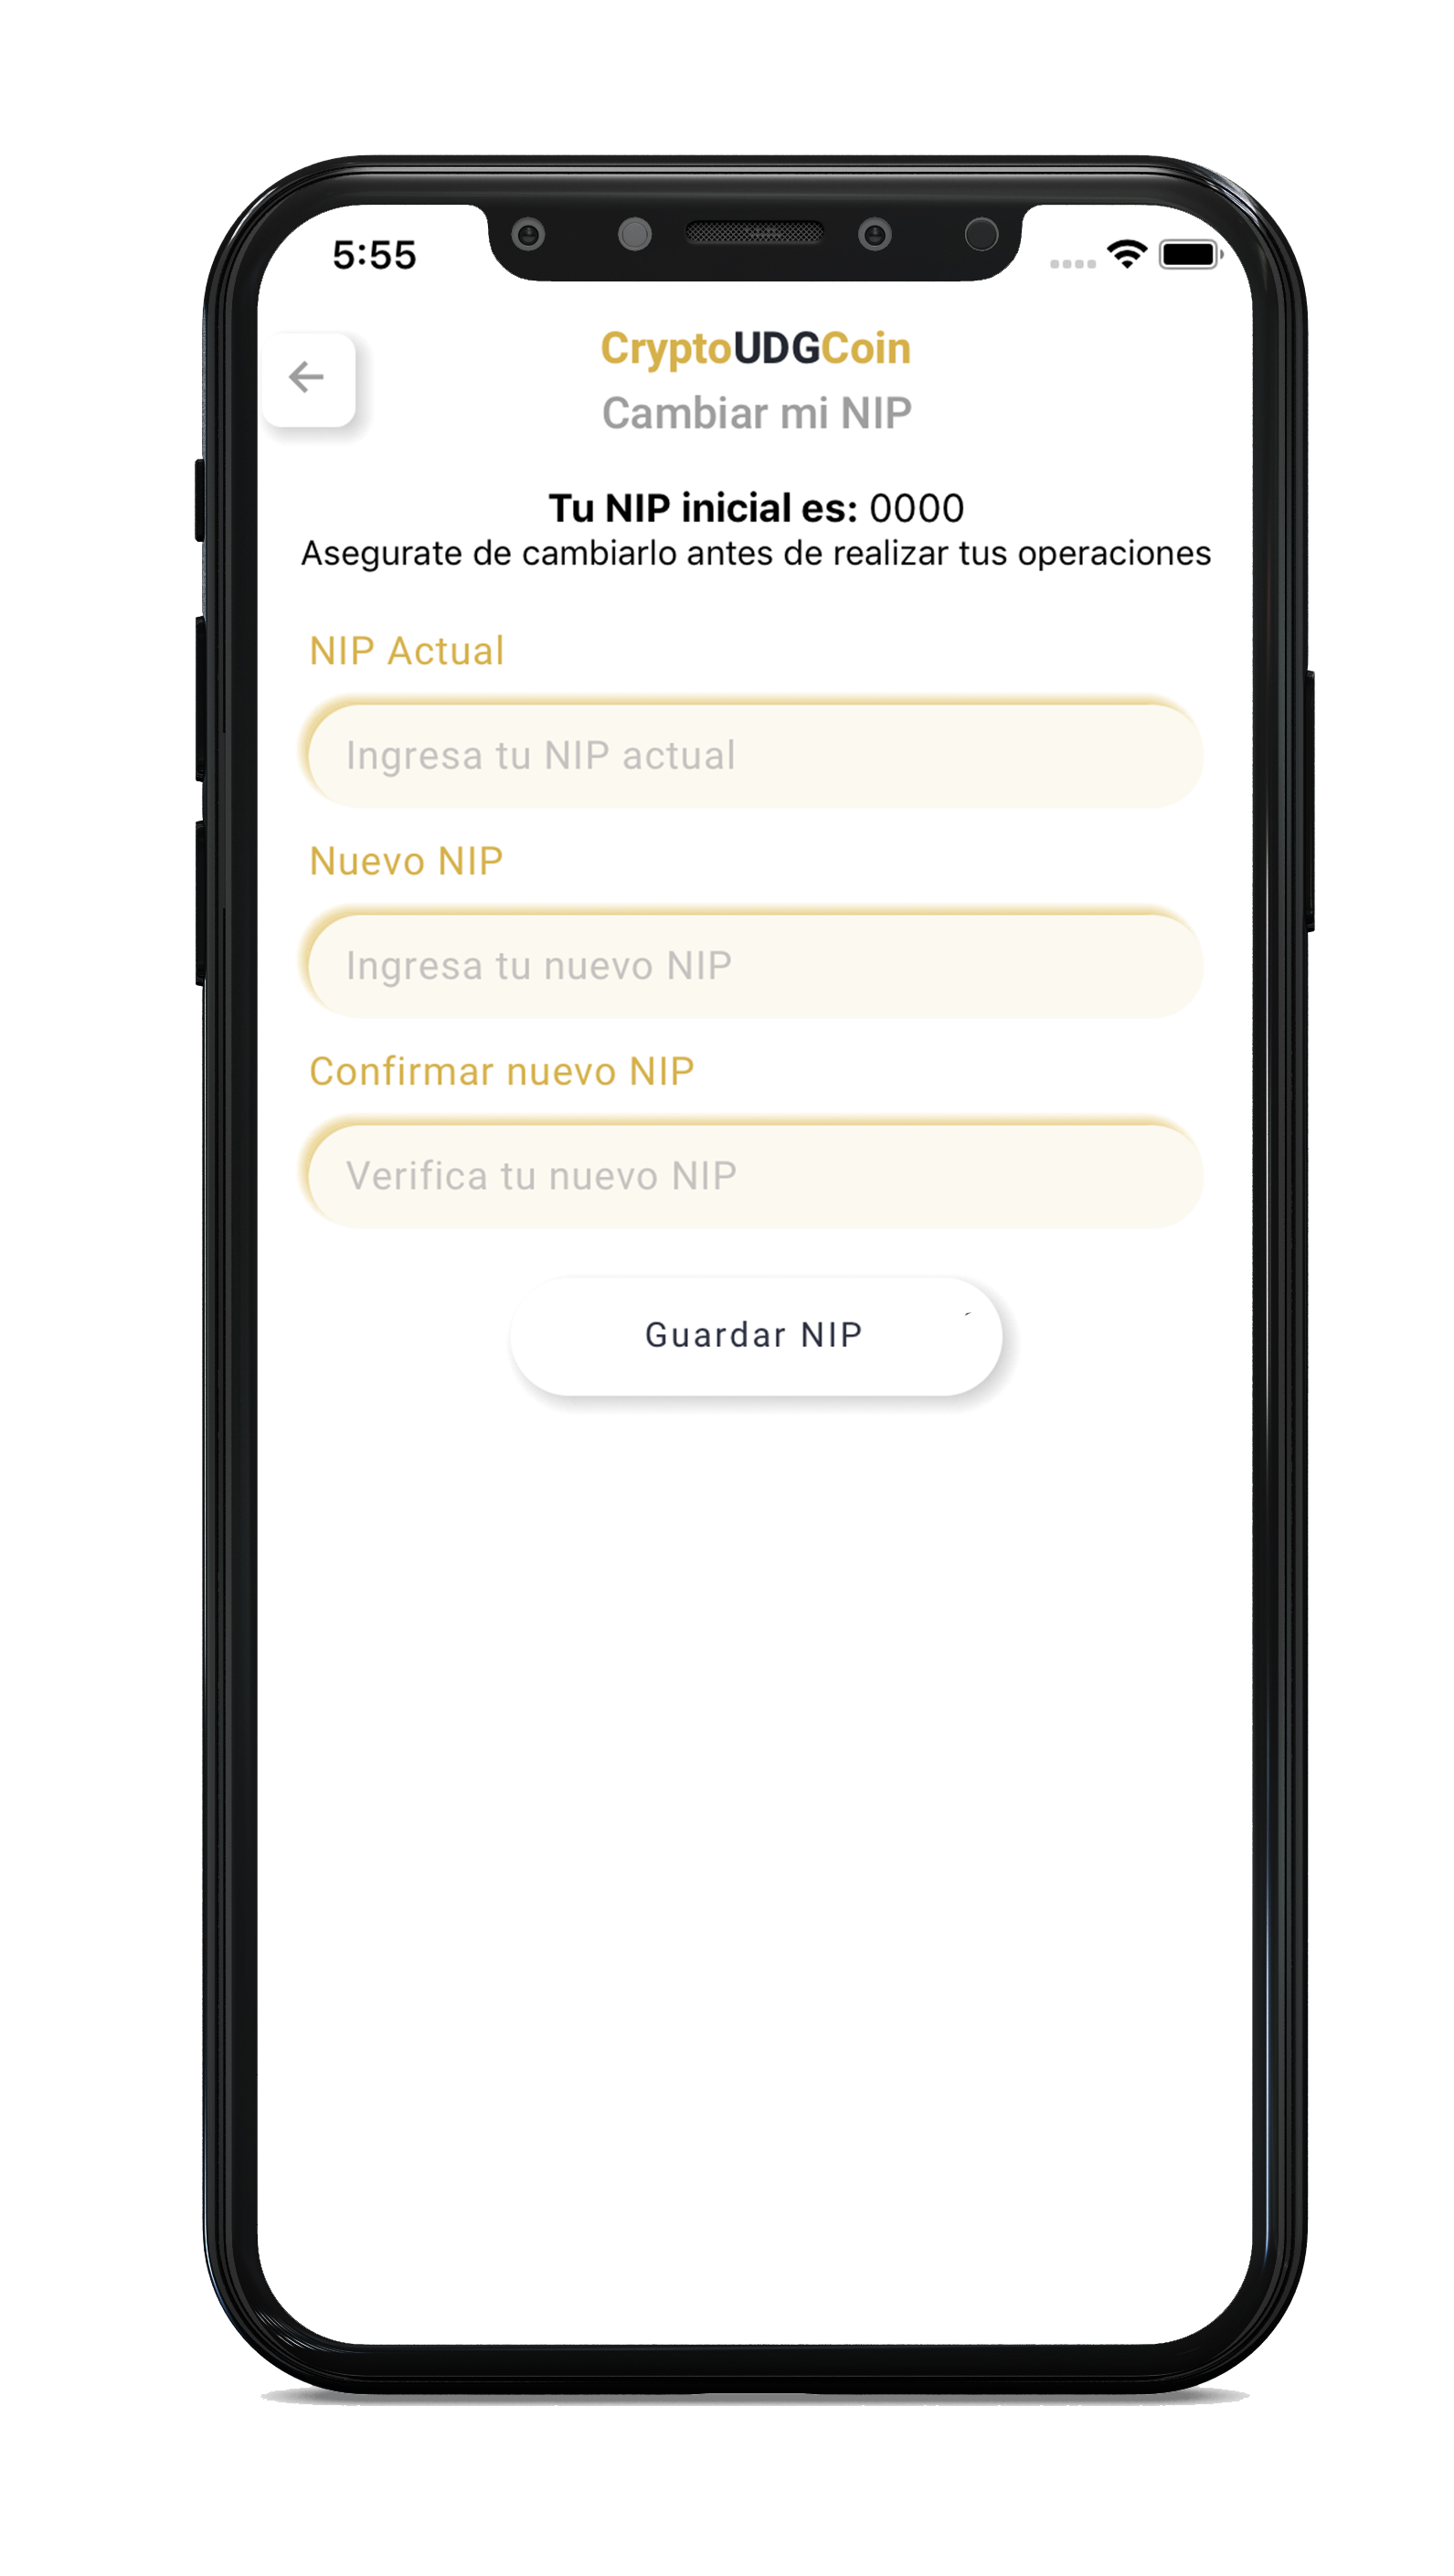 5:55
CryptoUDGCoin
Cambiar mi NIP
Tu NIP inicial es: 0000
Asegurate de cambiarlo antes de realizar tus operaciones
NIP Actual
Ingresa tu NIP actual
Nuevo NIP
Ingresa tu nuevo NIP
Confirmar nuevo NIP
Verifica tu nuevo NIP
Guardar NIP